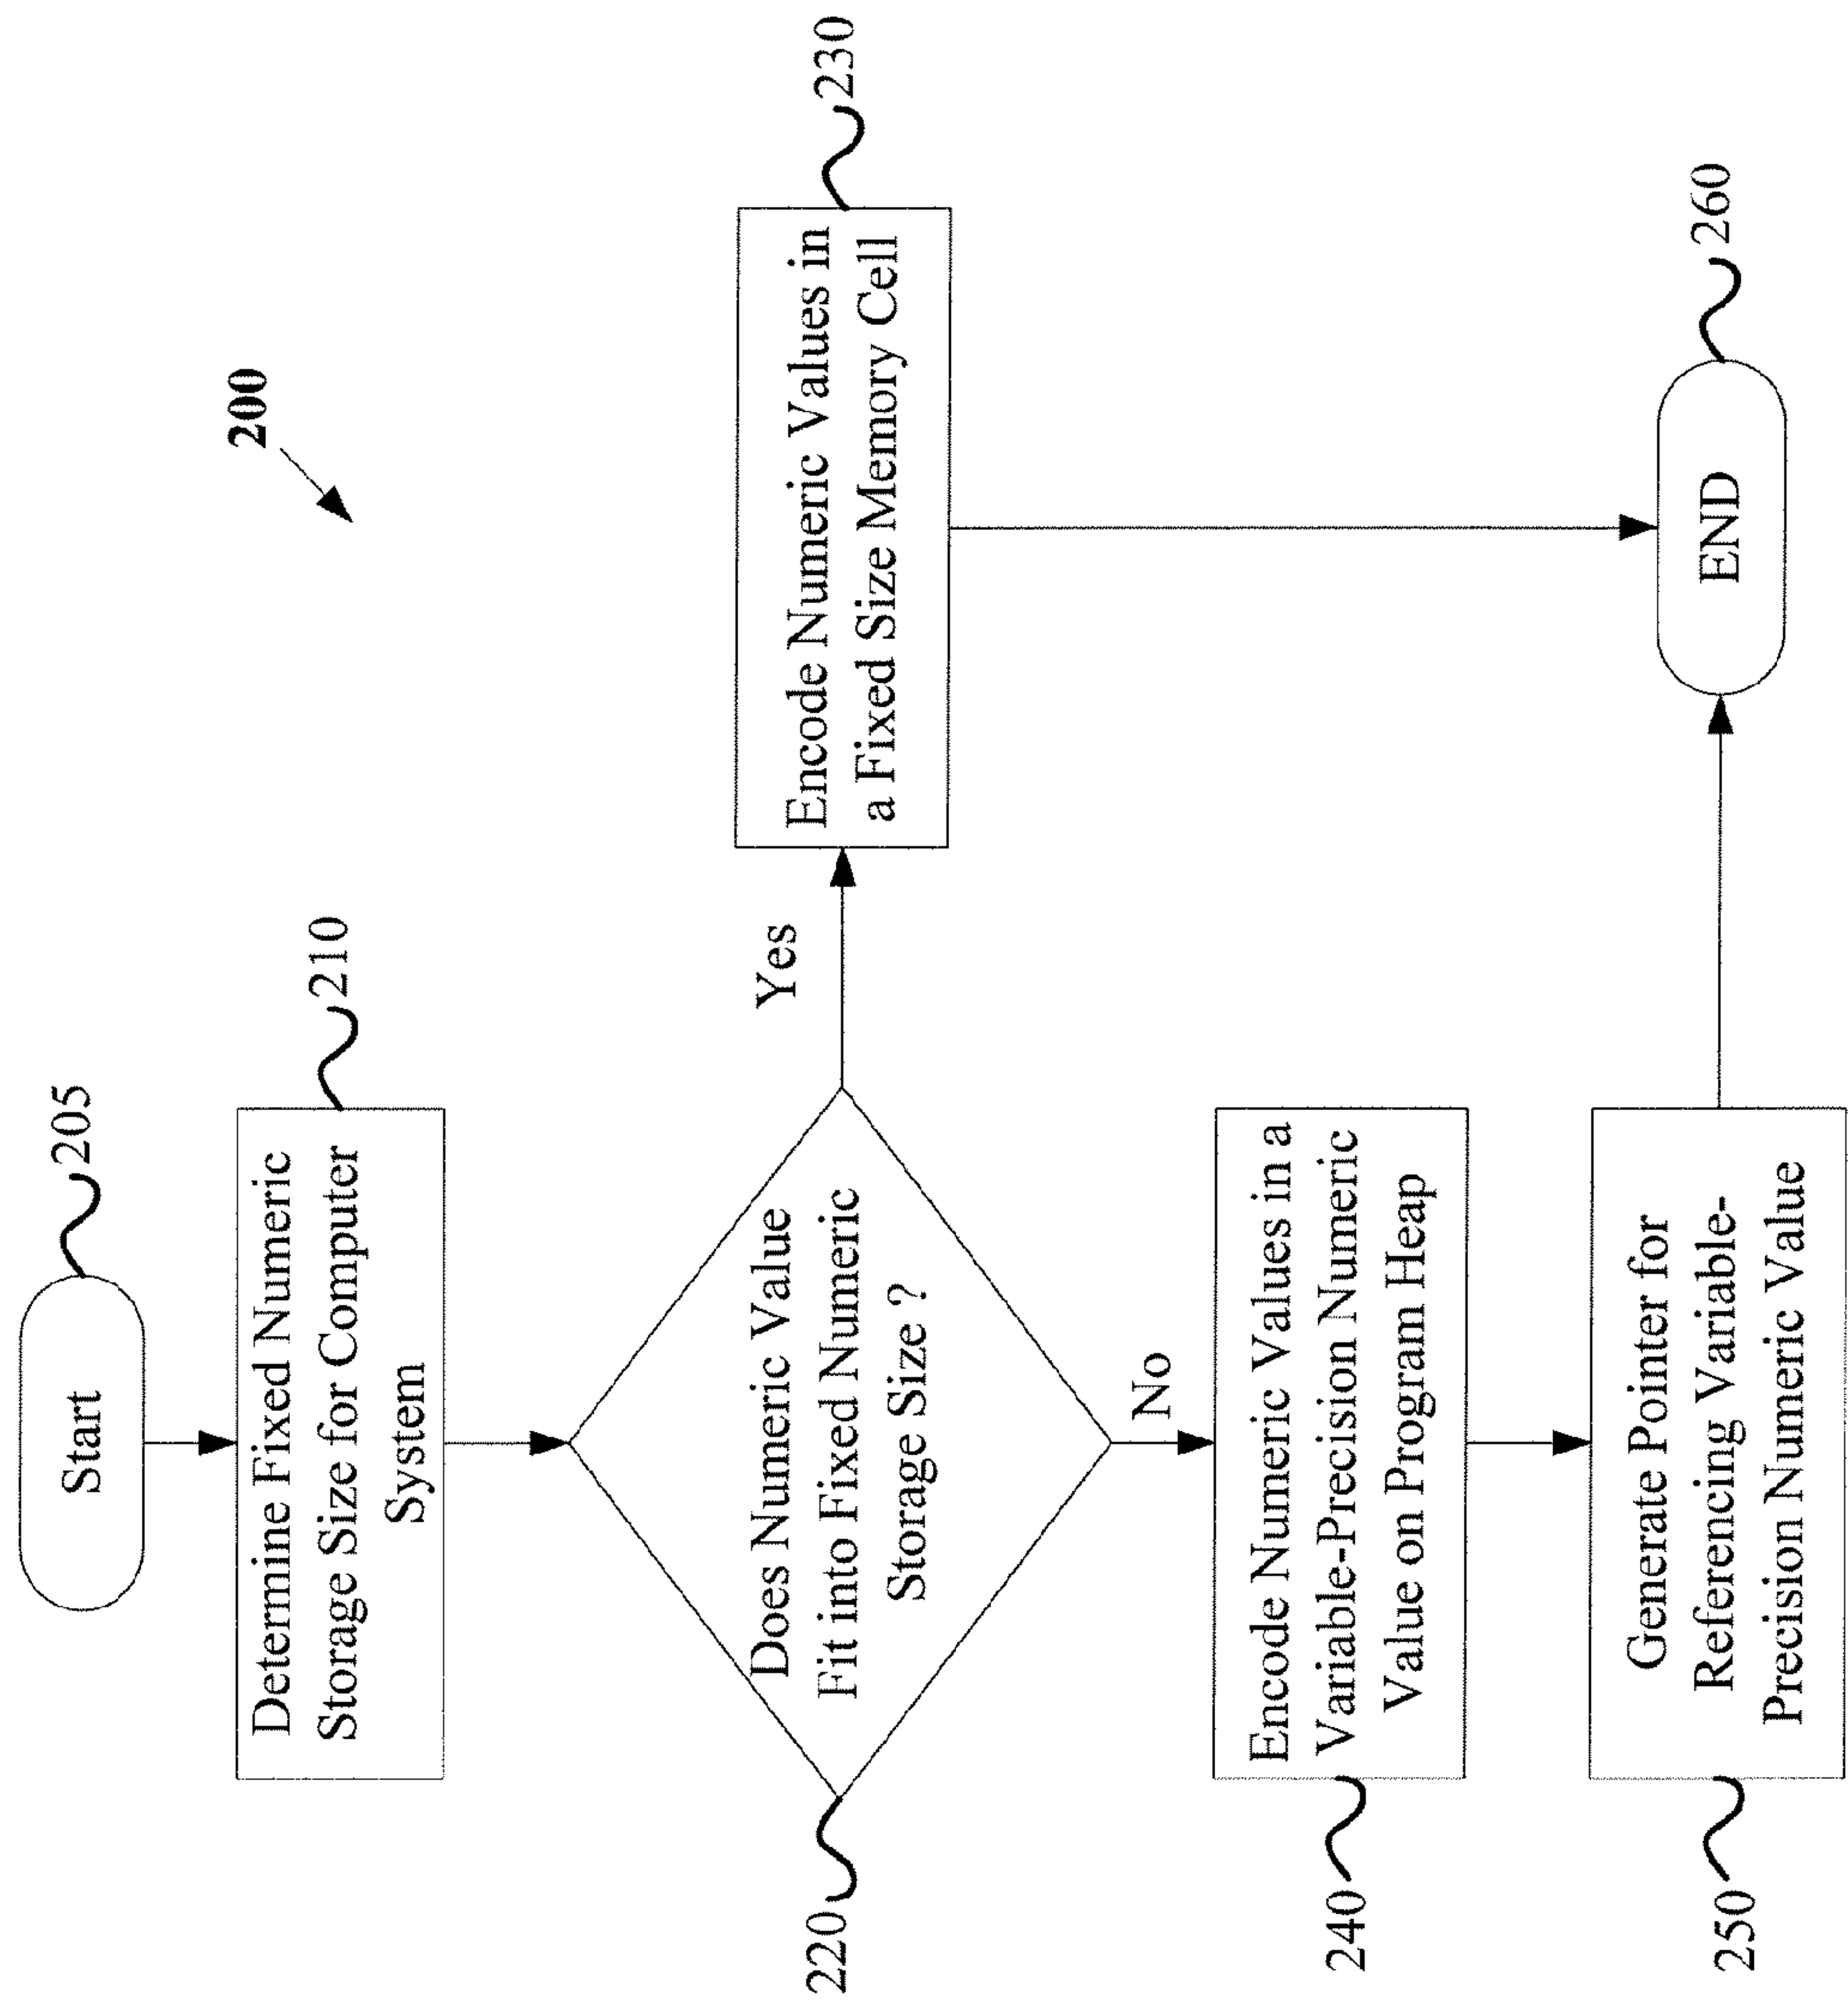 200
Start
205
Determine Fixed Numeric
Storage Size for Computer
System
210
Does Numeric Value
Fit into Fixed Numeric
Storage Size ?
220
Yes
Encode Numeric Values in
a Fixed Size Memory Cell
230
No
Encode Numeric Values in a
Variable-Precision Numeric
Value on Program Heap
240
Generate Pointer for
Referencing Variable-
Precision Numeric Value
250
END
260